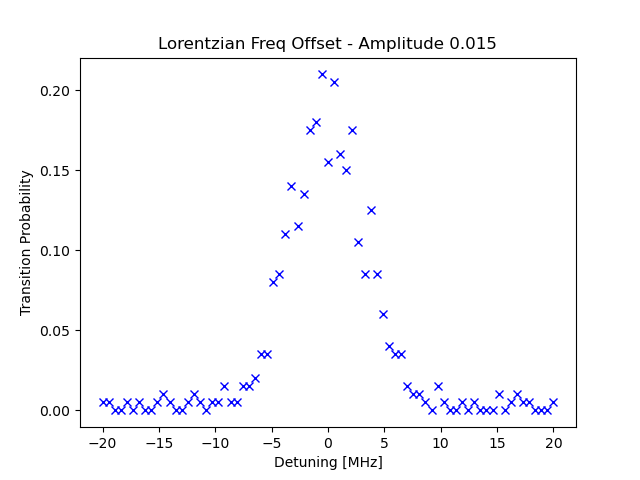 Lorentzian Freq Offset - Amplitude 0.015
0.20
0.15
0.10
0.05
0.00
Transition Probability
−20 −15 −10 −5 0 5 10 15 20
Detuning [MHz]